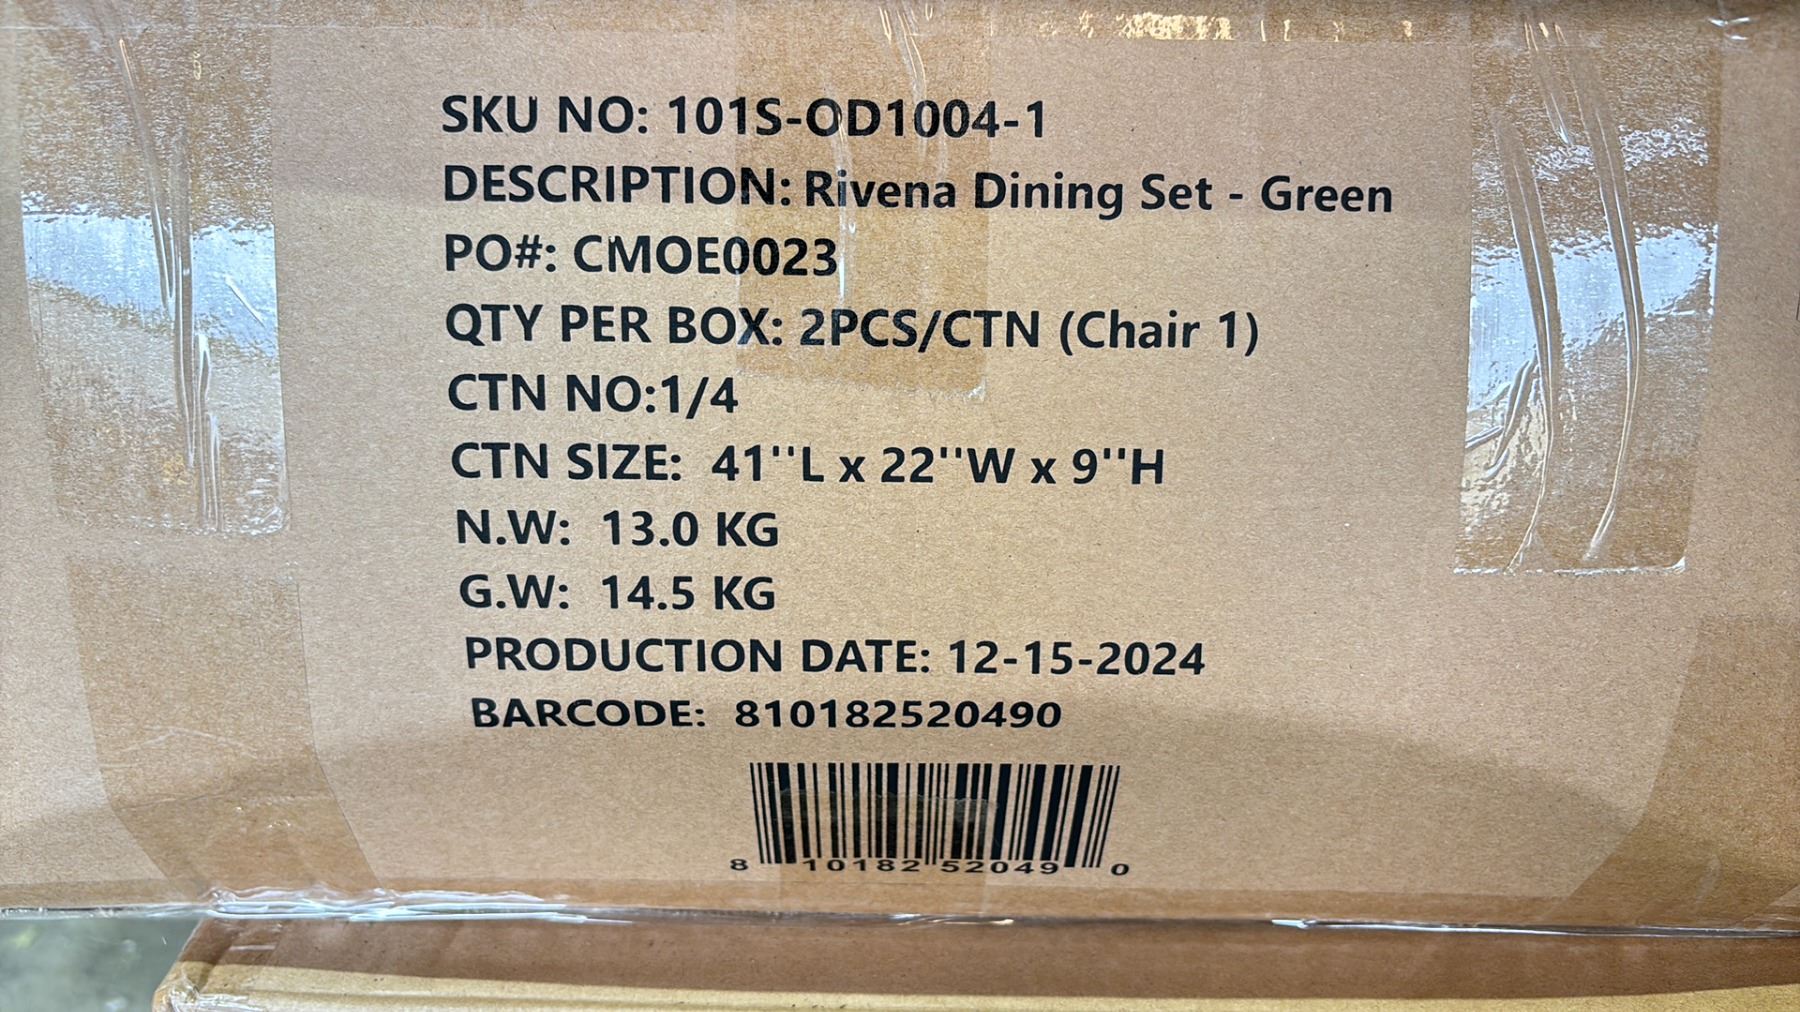 SKU NO: 101S-OD1004-1
DESCRIPTION: Rivena Dining Set - Green
PO#: CMOE0023
QTY PER BOX: 2PCS/CTN (Chair 1)
CTN NO:1/4
CTN SIZE: 41''L x 22''W x 9''H
N.W: 13.0 KG
G.W: 14.5 KG
PRODUCTION DATE: 12-15-2024
BARCODE: 810182520490
8 10182 52049 0